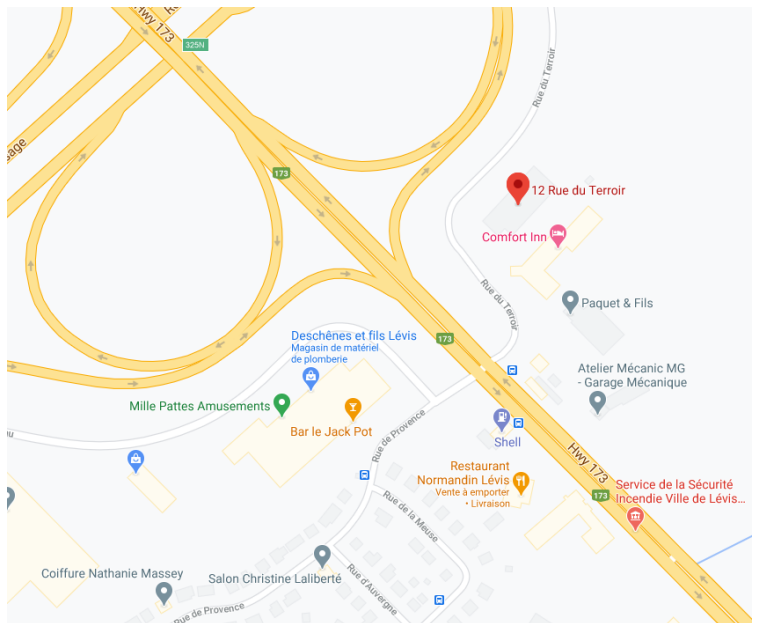 Hwy 173
325N
Rue du Terroir
173
12 Rue du Terroir
Comfort Inn
Rue du Terroir
Paquet & Fils
Deschênes et fils Lévis
Magasin de matériel
de plomberie
173
Atelier Mécanic MG
- Garage Mécanique
Mille Pattes Amusements
Bar le Jack Pot
Rue de Provence
Shell
Hwy 173
Restaurant
Normandin Lévis
Vente à emporter
• Livraison
173
Service de la Sécurité
Incendie Ville de Lévis...
Rue de la Meuse
Coiffure Nathanie Massey
Salon Christine Laliberté
Rue d'Auvergne
Rue de Provence